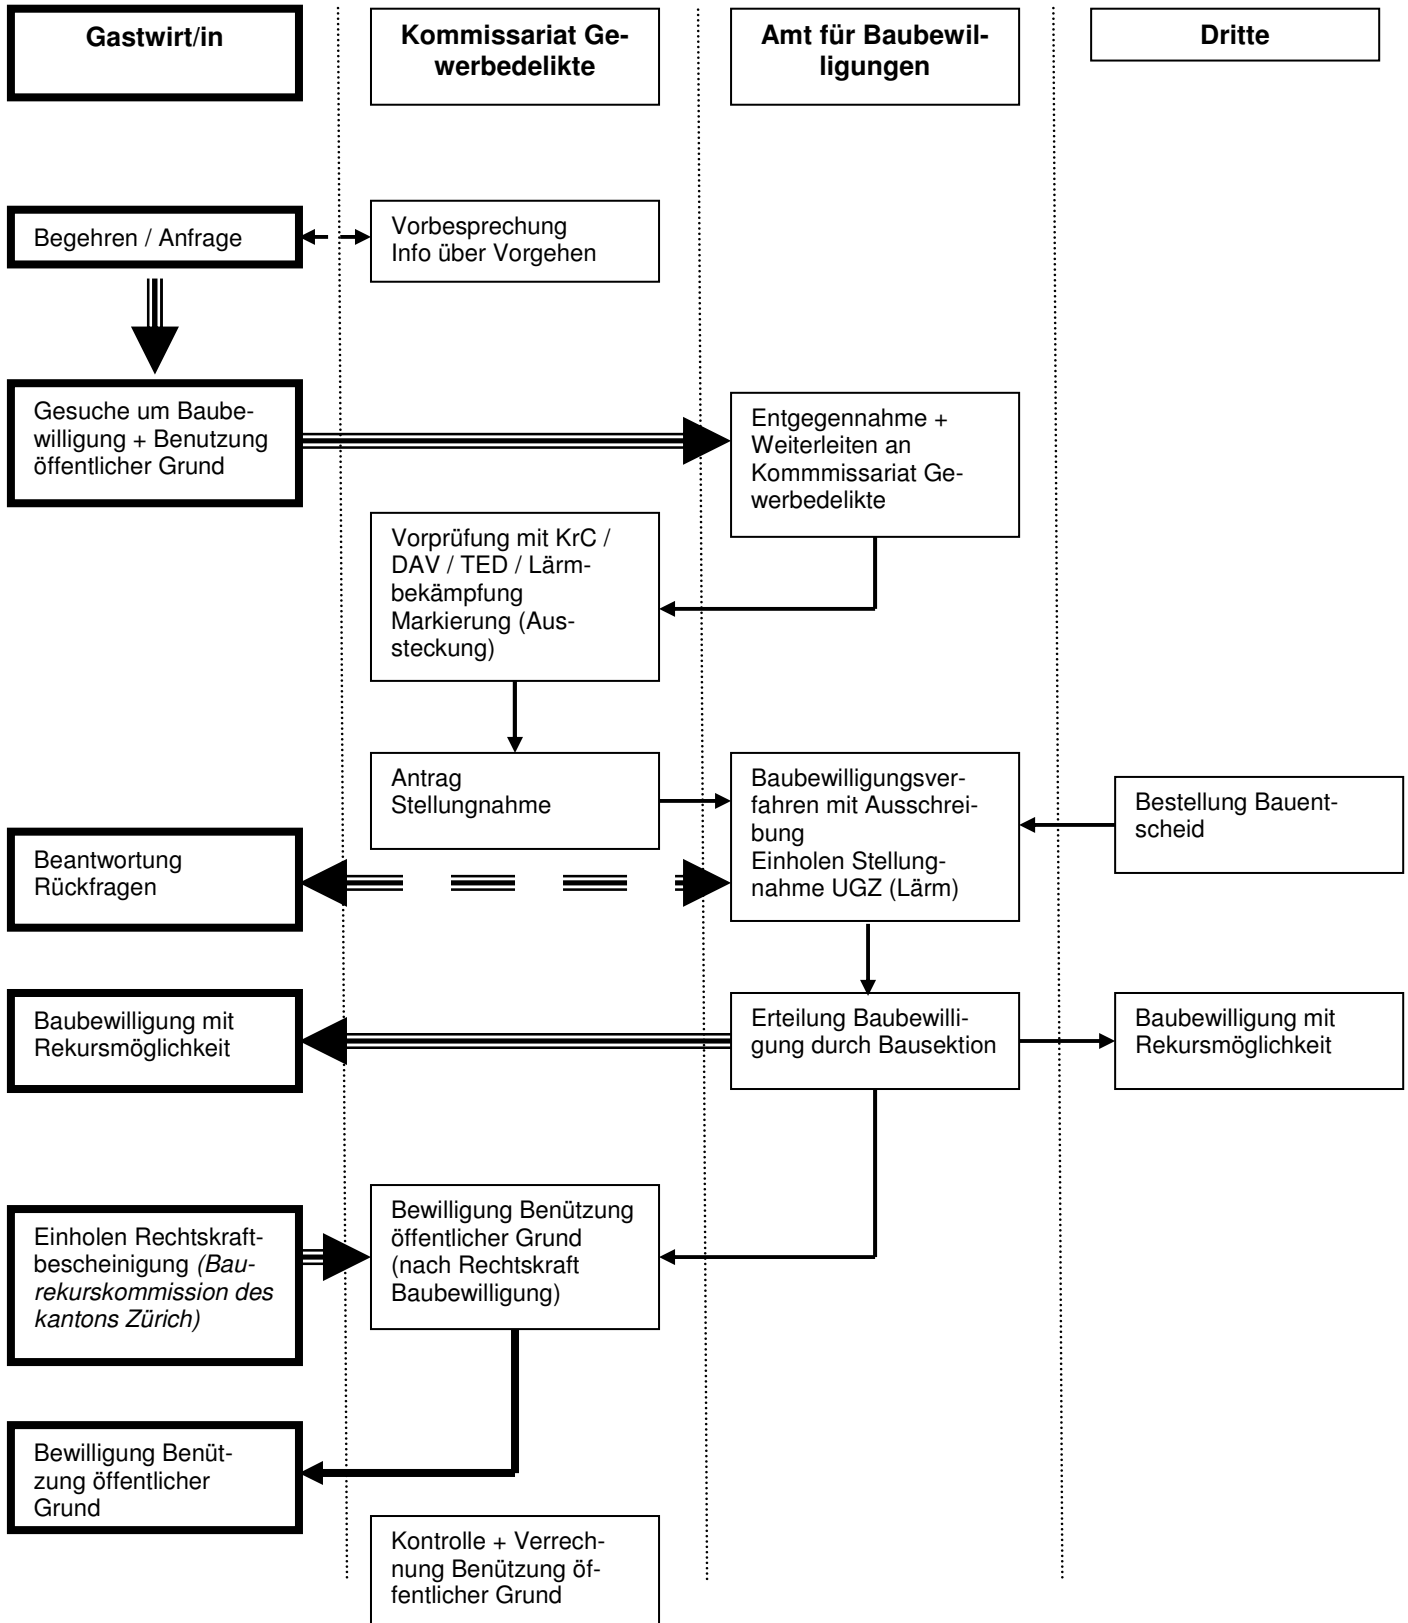 Gastwirt/in
Kommissariat Ge-
werbedelikte
Amt für Baubewil-
ligungen
Dritte
Begehren / Anfrage
Vorbesprechung
Info über Vorgehen
Gesuche um Baube-
willigung + Benutzung
öffentlicher Grund
Entgegennahme +
Weiterleiten an
Kommmissariat Ge-
werbedelikte
Vorprüfung mit KrC /
DAV / TED / Lärm-
bekämpfung
Markierung (Aus-
steckung)
Antrag
Stellungnahme
Baubewilligungsver-
fahren mit Ausschrei-
bung
Einholen Stellung-
nahme UGZ (Lärm)
Bestellung Bauent-
scheid
Beantwortung
Rückfragen
Baubewilligung mit
Rekursmöglichkeit
Erteilung Baubewilli-
gung durch Bausektion
Baubewilligung mit
Rekursmöglichkeit
Einholen Rechtskraft-
bescheinigung (Bau-
rekurskommission des
kantons Zürich)
Bewilligung Benützung
öffentlicher Grund
(nach Rechtskraft
Baubewilligung)
Bewilligung Benüt-
zung öffentlicher
Grund
Kontrolle + Verrech-
nung Benützung öf-
fentlicher Grund